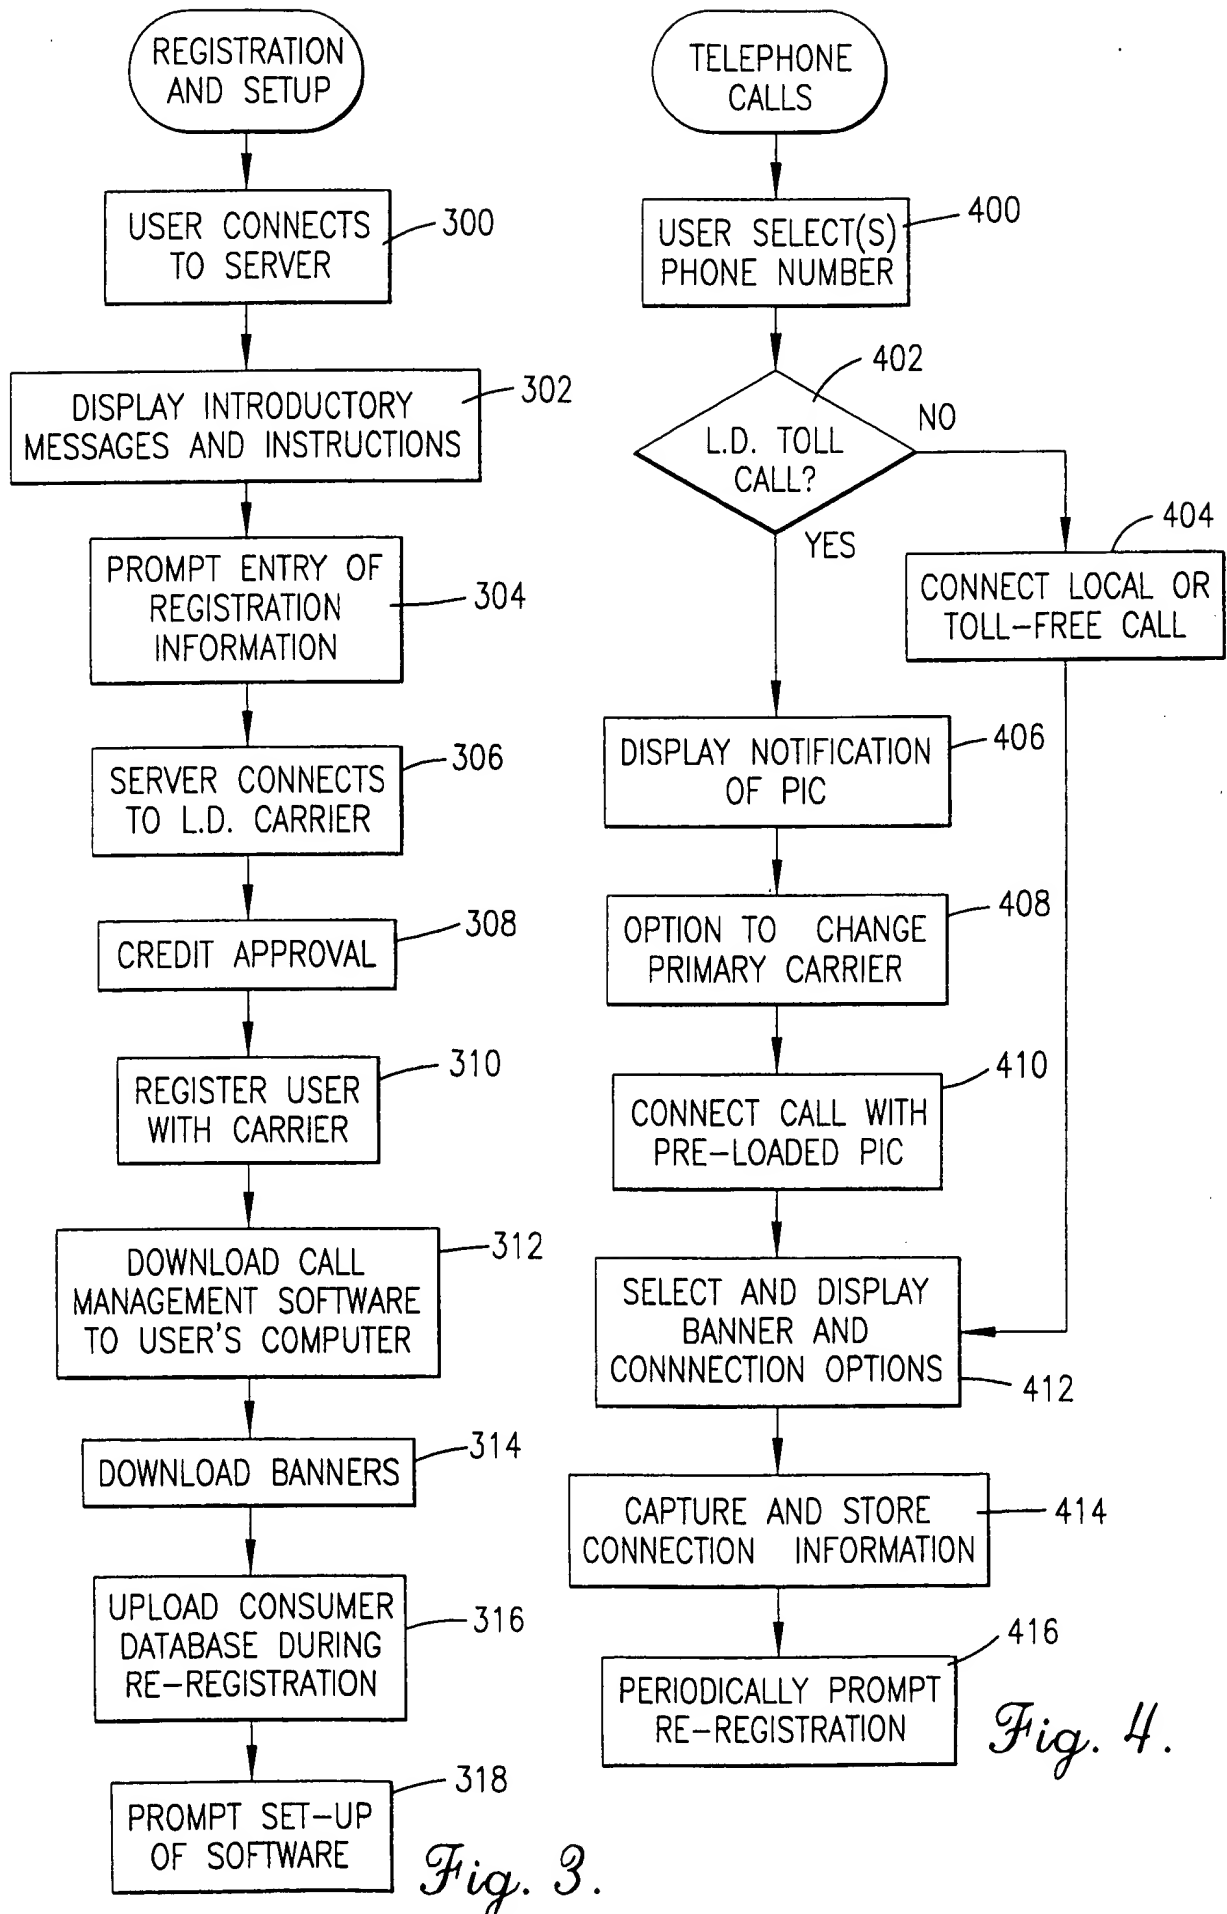 REGISTRATION
AND SETUP
USER CONNECTS
TO SERVER
300
DISPLAY INTRODUCTORY
MESSAGES AND INSTRUCTIONS
302
PROMPT ENTRY OF
REGISTRATION
INFORMATION
304
SERVER CONNECTS
TO L.D. CARRIER
306
CREDIT APPROVAL
308
REGISTER USER
WITH CARRIER
310
DOWNLOAD CALL
MANAGEMENT SOFTWARE
TO USER'S COMPUTER
312
DOWNLOAD BANNERS
314
UPLOAD CONSUMER
DATABASE DURING
RE-REGISTRATION
316
PROMPT SET-UP
OF SOFTWARE
318
Fig. 3.
TELEPHONE
CALLS
USER SELECT(S)
PHONE NUMBER
400
L.D. TOLL
CALL?
402
NO
YES
CONNECT LOCAL OR
TOLL-FREE CALL
404
DISPLAY NOTIFICATION
OF PIC
406
OPTION TO CHANGE
PRIMARY CARRIER
408
CONNECT CALL WITH
PRE-LOADED PIC
410
SELECT AND DISPLAY
BANNER AND
CONNNECTION OPTIONS
412
CAPTURE AND STORE
CONNECTION INFORMATION
414
PERIODICALLY PROMPT
RE-REGISTRATION
416
Fig. 4.